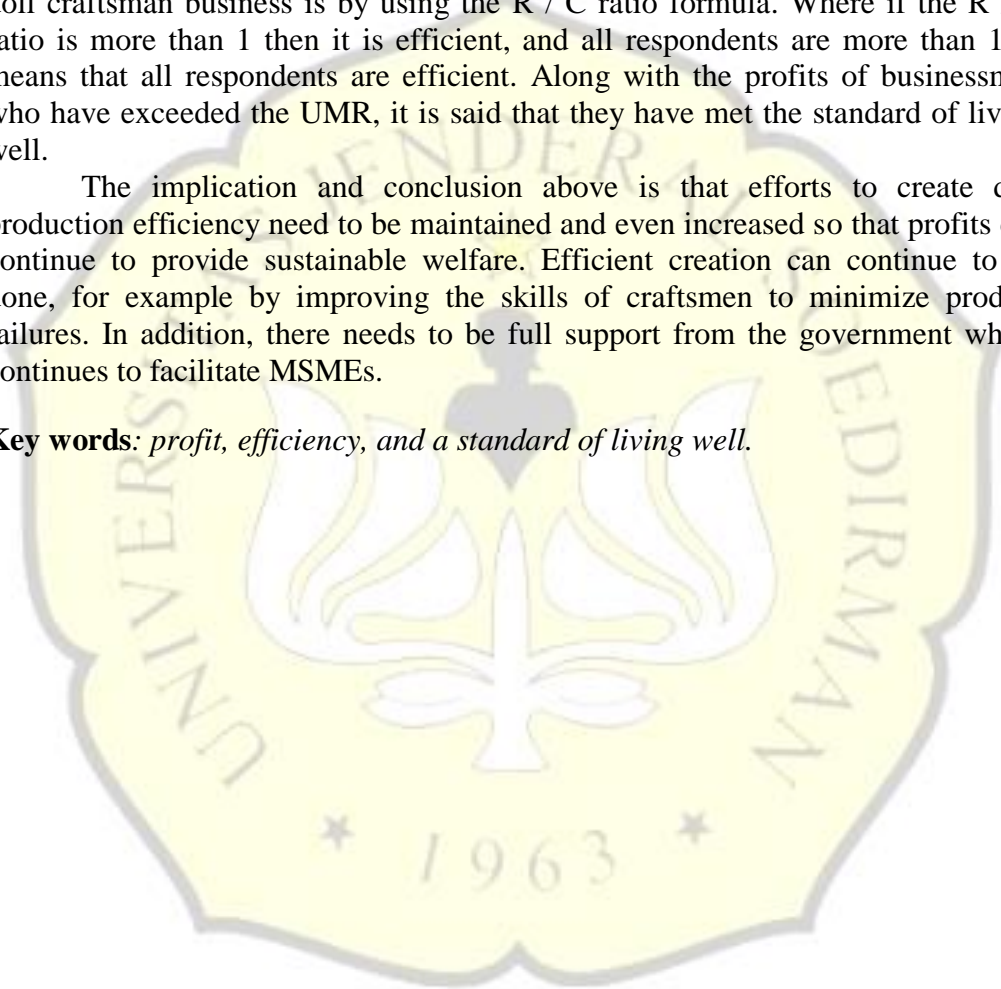 doll craftsman business is by using the R / C ratio formula. Where if the R
ratio is more than 1 then it is efficient, and all respondents are more than 1
means that all respondents are efficient. Along with the profits of businessm
who have exceeded the UMR, it is said that they have met the standard of liv
well.
The implication and conclusion above is that efforts to create
production efficiency need to be maintained and even increased so that profits
continue to provide sustainable welfare. Efficient creation can continue to
done, for example by improving the skills of craftsmen to minimize prod
failures. In addition, there needs to be full support from the government wh
continues to facilitate MSMEs.
Key words: profit, efficiency, and a standard of living well.
UNIVERSITAS JENDERAL SOEDIRMAN
1963